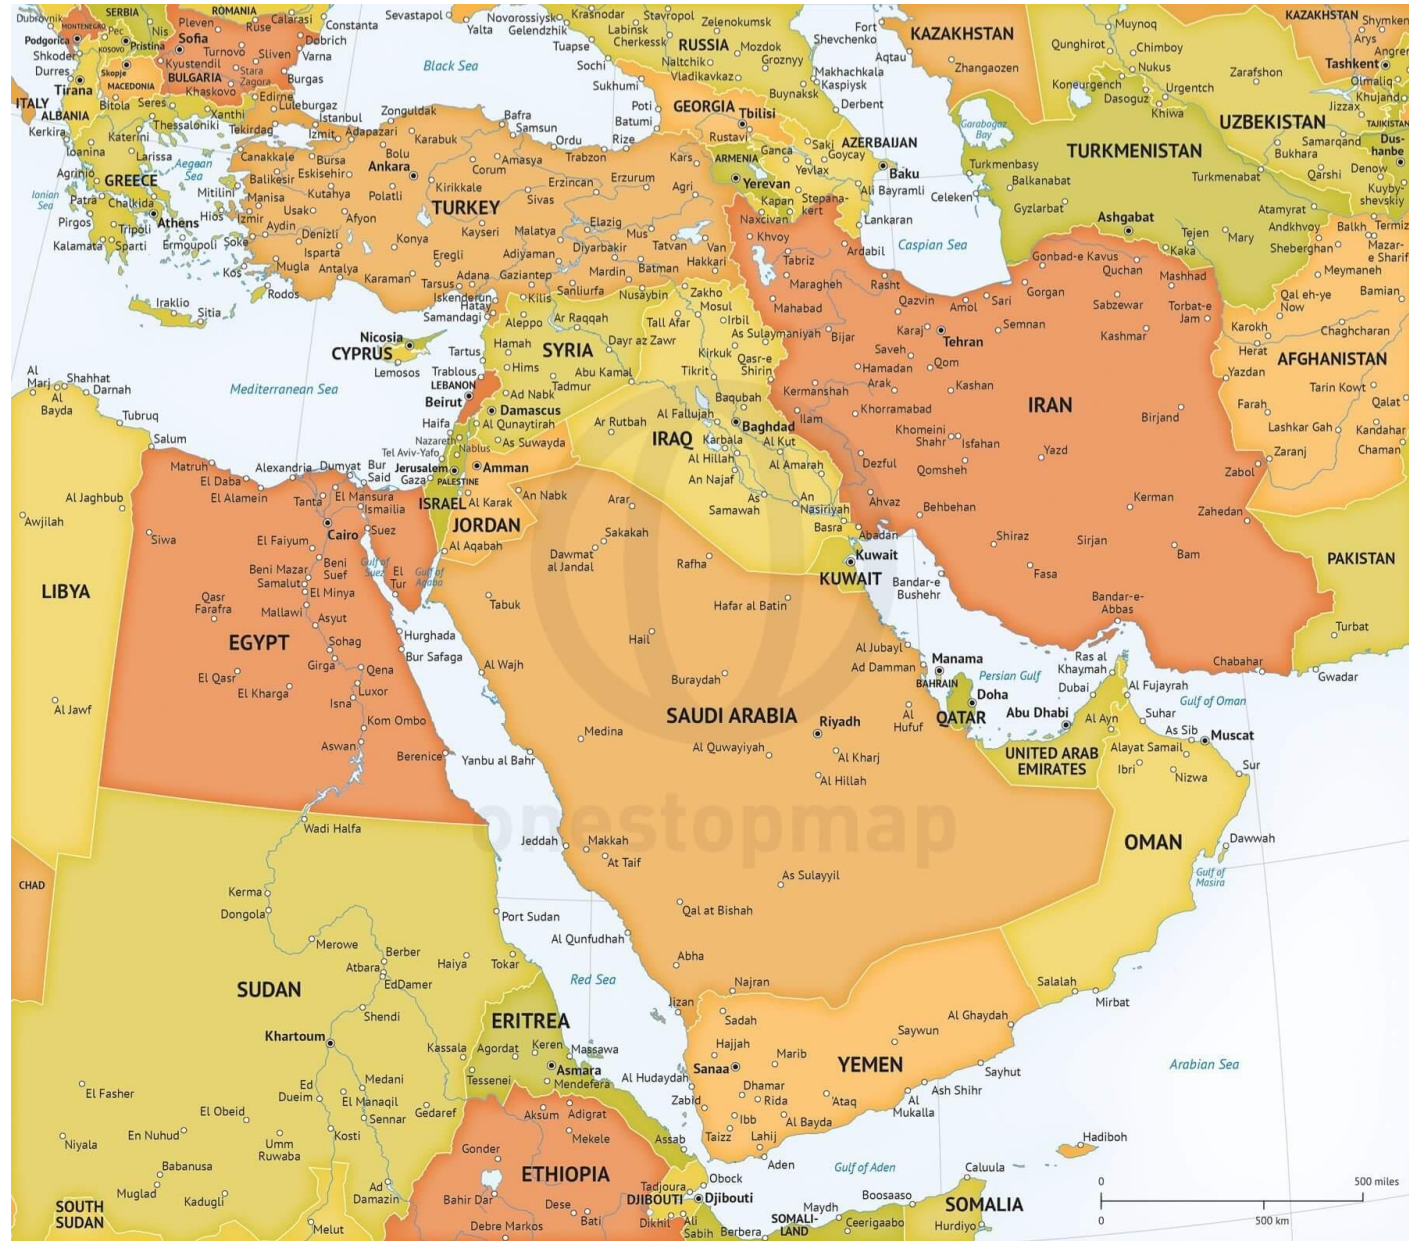 Dubrovnik
SERBIA
ROMANIA
Calarasi
Constanta
Sevastapol
Yalta
Novorossiysk
Gelendzhik
Krasnodar
Stavropol
Labinsk
Cherkessk
Zelenokumsk
Fort
Shevchenko
KAZAKHSTAN
Muynoq
KAZAKHSTAN
Shymken
MONTENEGRO
Podgorica
Pec
KOSOVO
Pristina
Nis
Pleven
Ruse
Sofia
Turnovo
Sliven
Dobrich
Varna
Black Sea
Tuapse
Sochi
RUSSIA
Nalchik
Mozdok
Groznyy
Vladikavkaz
Makhachkala
Kaspiysk
Aqtau
Zhangaozen
Qunghirot
Chimboy
Nukus
Zarafshon
Arys
Angrer
Tashkent
Shkoder
Durres
Tirana
Skopje
MACEDONIA
Kyustendil
BULGARIA
Stara
Zagora
Khaskovo
Burgas
Sukhumi
Buynaksk
Derbent
Koneurgench
Dasoguz
Urgentch
Khiwa
Olmaliq
Khujand
Jizzax
ITALY
ALBANIA
Kerkira
Bitola
Seres
Xanthi
Edirne
Luleburgaz
Tekirdag
Istanbul
Izmit
Adapazari
Zonguldak
Karabuk
Bafra
Samsun
Ordu
Trabzon
Rize
Poti
Batumi
GEORGIA
Tbilisi
Rustavi
Garabogaz
Bay
UZBEKISTAN
TAJIKISTAN
Dus-
hanbe
Katerini
Thessaloniki
Ioanina
Larissa
Aegean
Sea
Canakkale
Bursa
Bolu
Ankara
Corum
Amasya
Kars
ARMENIA
Yerevan
Ganca
Saki
Goycay
Yevlax
AZERBAIJAN
Baku
TURKMENISTAN
Samarqand
Bukhara
Qarshi
Denow
Kuyby-
shevskiy
Agrinio
GREECE
Ionian
Sea
Patra
Chalkida
Athens
Mitilini
Balikesir
Eskisehir
Kutahya
Polatli
Kirikkale
TURKEY
Sivas
Erzincan
Erzurum
Agri
Kapan
Stepana-
kert
Naxcivan
Ali Bayramli
Lankaran
Celeken
Turkmenbasy
Balkanabat
Gyzlarbat
Ashgabat
Turkmenabat
Pirgos
Tripoli
Kalamata
Sparti
Ermoupoli
Hios
Izmir
Manisa
Usak
Aydin
Soke
Afyon
Denizli
Isparta
Konya
Kayseri
Malatya
Elazig
Mus
Tatvan
Van
Hakkari
Khvoy
Tabriz
Ardabil
Caspian Sea
Gonbad-e Kavus
Quchan
Tejen
Kaka
Mary
Atamyrat
Andkhvoy
Sheberghan
Balkh
Termiz
Mazar-
e Sharif
Kos
Rodos
Mugla
Antalya
Karaman
Eregli
Tarsus
Adana
Iskenderun
Hatay
Samandagi
Gaziantep
Adiyaman
Diyarbakir
Mardin
Batman
Sanliurfa
Nusaybin
Kilis
Zakho
Mosul
Maragheh
Mahabad
Rasht
Qazvin
Amol
Sari
Gorgan
Sabzewar
Mashhad
Torbat-e
Jam
Meymaneh
Qal eh-ye
Now
Bamian
Iraklio
Sitia
Nicosia
CYPRUS
Lemosos
Aleppo
Ar Raqqah
Tall Afar
Irbil
As Sulaymaniyah
Bijar
Karaj
Tehran
Semnan
Kashmar
Karokh
Herat
Chaghcharan
Hamah
Tartus
SYRIA
Dayr az Zawr
Kirkuk
Qasr-e
Shirin
Saveh
Qom
Hamadan
AFGHANISTAN
Trablous
Hims
Abu Kamal
Tadmur
Tikrit
Kermanshah
Arak
Kashan
Yazdan
Tarin Kowt
Al
Marj
Shahhat
Darnah
Al
Bayda
Mediterranean Sea
LEBANON
Beirut
Ad Nabk
Damascus
Baqubah
Ilam
Khorramabad
IRAN
Birjand
Farah
Qalat
Tubruq
Haifa
Al Qunaytirah
Ar Rutbah
Al Fallujah
Baghdad
Khomeini
Shahr
Isfahan
Lashkar Gah
Kandahar
Salum
Nazareth
Nablus
As Suwayda
IRAQ
Karbala
Al Kut
Yazd
Zaranj
Chaman
Tel Aviv-Yafo
Matruh
Alexandria
Dumyat
Bur
Said
Jerusalem
Amman
Al Hillah
Al Amarah
Dezful
Qomsheh
Zabol
El Daba
Gaza
PALESTINE
An Najaf
El Alamein
Tanta
El Mansura
Ismailia
ISRAEL
Al Karak
An Nabk
Arar
As
Samawah
An
Nasiriyah
Ahvaz
Behbehan
Kerman
Zahedan
Al Jaghbub
Awjilah
Cairo
Suez
JORDAN
Sakakah
Basra
Abadan
Siwa
El Faiyum
Al Aqabah
Dawmat
al Jandal
Rafha
Kuwait
Shiraz
Sirjan
Bam
PAKISTAN
Beni Mazar
Beni
Suef
Gulf of
Suez
El
Tur
Gulf of
Aqaba
KUWAIT
Bandar-e
Bushehr
Fasa
LIBYA
Samalut
El Minya
Qasr
Farafra
Mallawi
Asyut
Tabuk
Hafar al Batin
Bandar-e-
Abbas
Turbat
EGYPT
Sohag
Hurghada
Hail
Girga
Bur Safaga
Al Jubayl
Qena
Al Wajh
Ad Damman
Manama
Ras al
Khaymah
Chabahar
Gwadar
El Qasr
El Kharga
Luxor
Buraydah
BAHRAIN
Persian Gulf
Dubai
Al Fujayrah
Gulf of Oman
Al Jawf
Isna
Doha
Kom Ombo
SAUDI ARABIA
Riyadh
Al
Hufuf
QATAR
Abu Dhabi
Al Ayn
Suhar
Aswan
Medina
As Sib
Muscat
Berenice
Yanbu al Bahr
Al Quwayiyah
Al Kharj
UNITED ARAB
EMIRATES
Alayat Samail
Ibri
Nizwa
Sur
Al Hillah
onestopmap
Wadi Halfa
Jeddah
Makkah
At Taif
OMAN
Dawwah
CHAD
As Sulayyil
Gulf of
Masira
Kerma
Dongola
Port Sudan
Qal at Bishah
Merowe
Al Qunfudhah
Berber
Atbara
EdDamer
Haiya
Tokar
Abha
Red Sea
Najran
Salalah
Mirbat
SUDAN
Jizan
Shendi
ERITREA
Sadah
Al Ghaydah
Khartoum
Kassala
Agordat
Keren
Massawa
Hajjah
Saywun
Asmara
Sanaa
Marib
YEMEN
Sayhut
Arabian Sea
Tessenei
Mendefera
Al Hudaydah
El Fasher
Ed
Dueim
Medani
El Manaqil
Dhamar
Rida
Ataq
Ash Shihr
Al
Mukalla
El Obeid
Sennar
Gedaref
Aksum
Adigrat
Zabid
Ibb
Al Bayda
Niyala
En Nuhud
Umm
Ruwaba
Kosti
Mekele
Assab
Taizz
Lahij
Aden
Hadiboh
Gonder
Babanusa
Muglad
Kadugli
ETHIOPIA
Gulf of Aden
Caluula
Obock
Tadjoura
Ad
Damazin
Bahir Dar
Dese
Bati
DJIBOUTI
Djibouti
Boosaaso
SOMALIA
SOUTH
SUDAN
Melut
Debre Markos
Dikhil
Ali
Sabih
Berbera
Maydh
SOMALI-
LAND
Ceerigaabo
Hurdiyo
0
500 miles
0
500 km